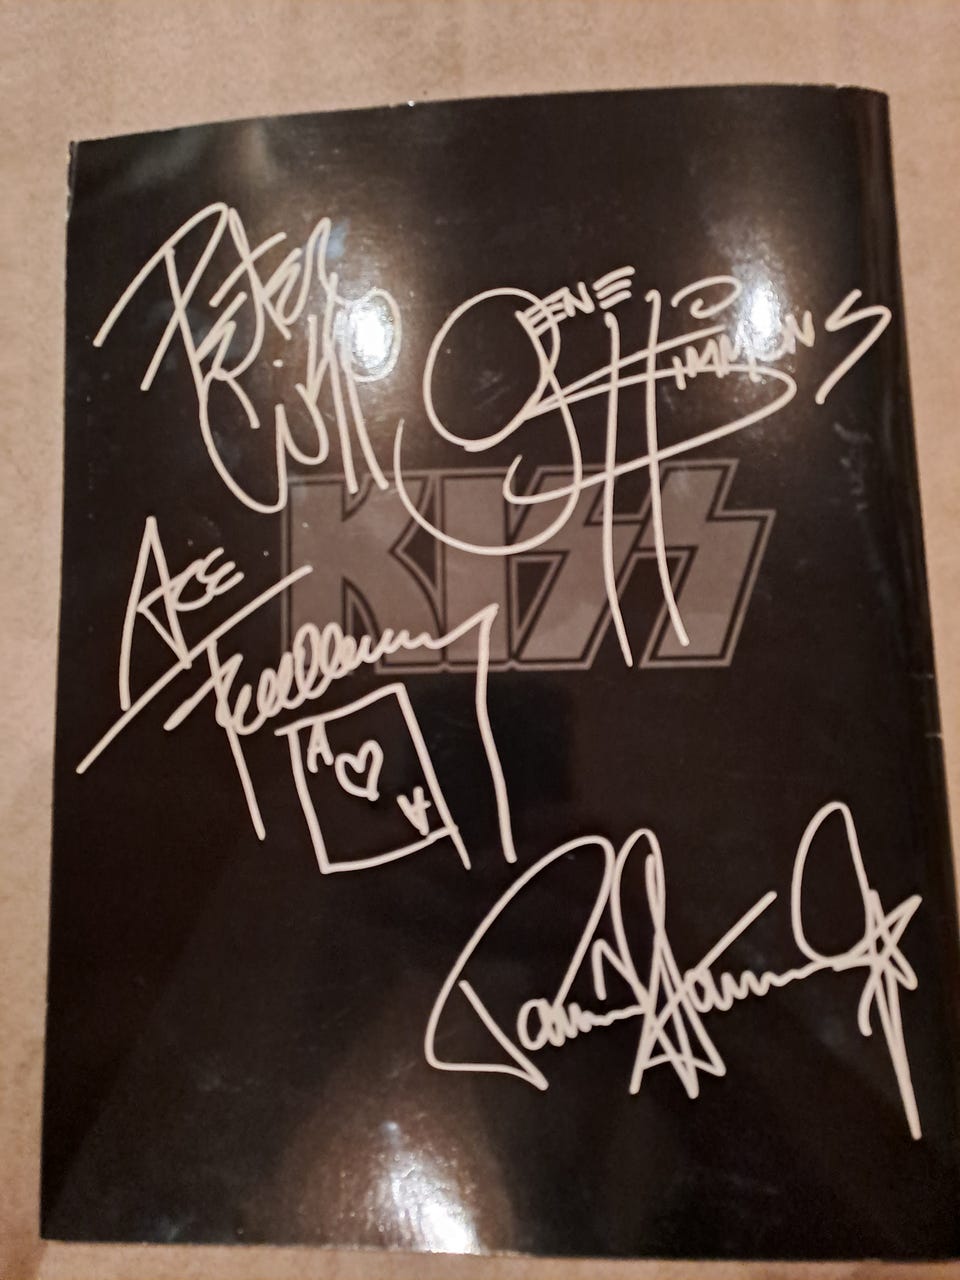 Peter Criss
GENE SIMMONS
KISS
ACE
Frehley
A
A
Paul Stanley